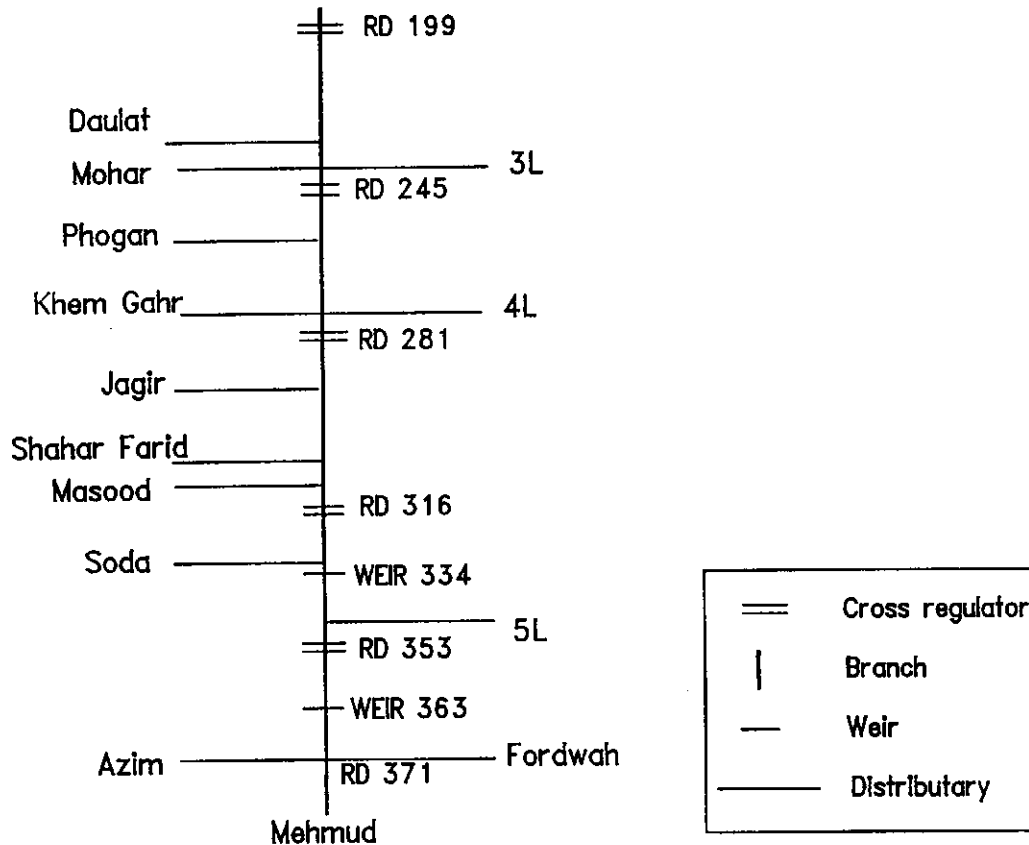 RD 199
Daulat
Mohar
3L
RD 245
Phogan
Khem Gahr
4L
RD 281
Jagir
Shahar Farid
Masood
RD 316
Soda
WEIR 334
5L
RD 353
WEIR 363
Azim
Fordwah
RD 371
Mehmud
Cross regulator
Branch
Weir
Distributary